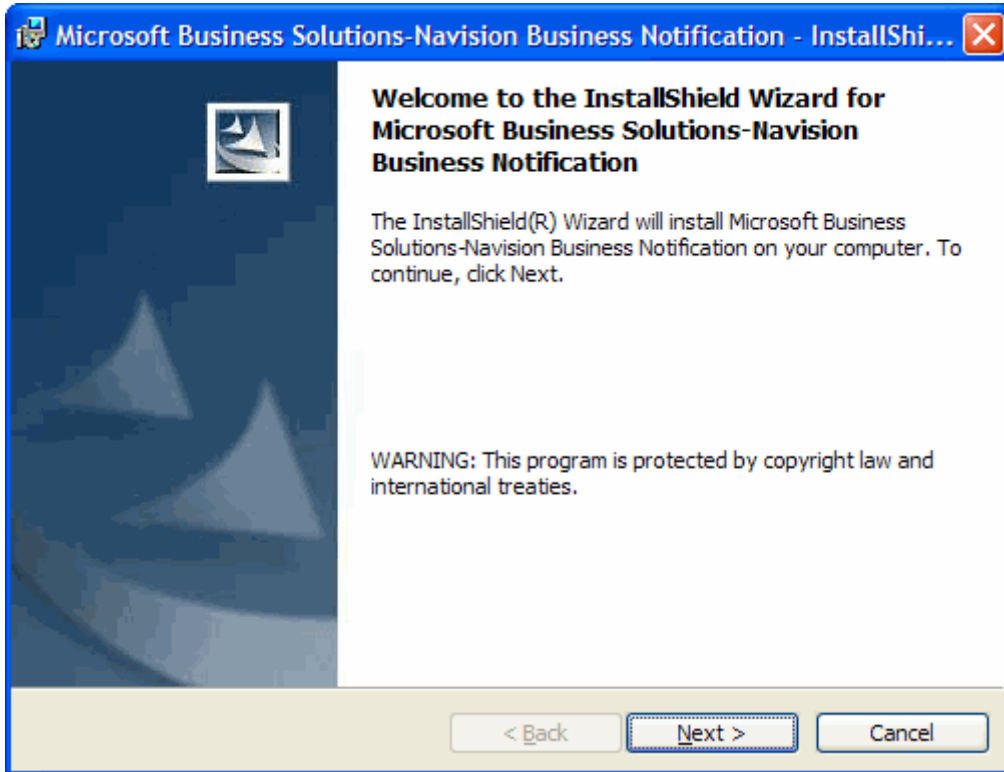 Microsoft Business Solutions-Navision Business Notification - InstallShi...
Welcome to the InstallShield Wizard for
Microsoft Business Solutions-Navision
Business Notification
The InstallShield(R) Wizard will install Microsoft Business
Solutions-Navision Business Notification on your computer. To
continue, click Next.
WARNING: This program is protected by copyright law and
international treaties.
< Back
Next >
Cancel